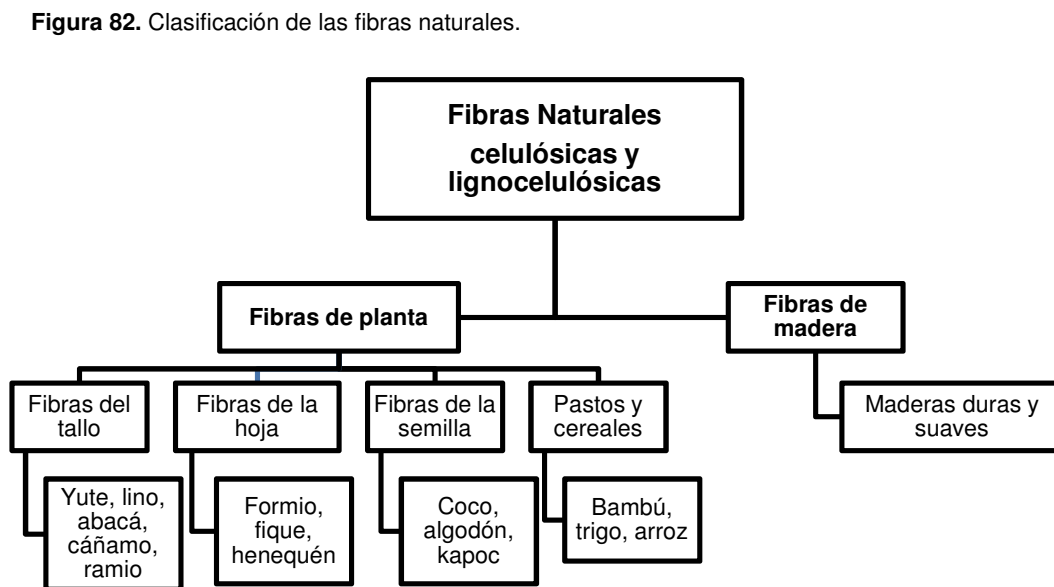 Figura 82. Clasificación de las fibras naturales.
Fibras Naturales
celulósicas y
lignocelulósicas
Fibras de planta
Fibras de
madera
Fibras del
tallo
Fibras de la
hoja
Fibras de la
semilla
Pastos y
cereales
Maderas duras y
suaves
Yute, lino,
abacá,
cáñamo,
ramio
Formio,
fique,
henequén
Coco,
algodón,
kapoc
Bambú,
trigo, arroz